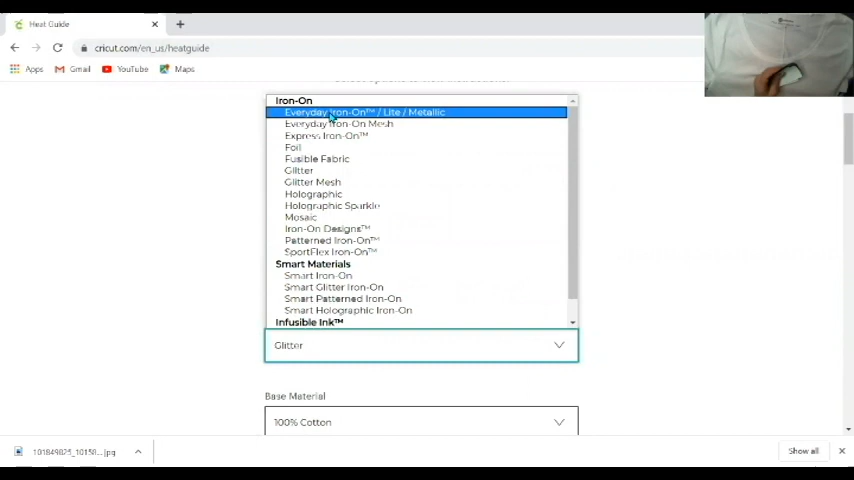 Heat Guide
cricut.com/en_us/heatguide
Apps Gmail YouTube Maps
Iron-On
Everyday Iron-On™ / Lite / Metallic
Everyday Iron-On Mesh
Express Iron-On™
Foil
Fusible Fabric
Glitter
Glitter Mesh
Holographic
Holographic Sparkle
Mosaic
Iron-On Designs™
Patterned Iron-On™
SportFlex Iron-On™
Smart Materials
Smart Iron-On
Smart Glitter Iron-On
Smart Patterned Iron-On
Smart Holographic Iron-On
Infusible Ink™
Glitter
Base Material
100% Cotton
101849825_10158....jpg
Show all